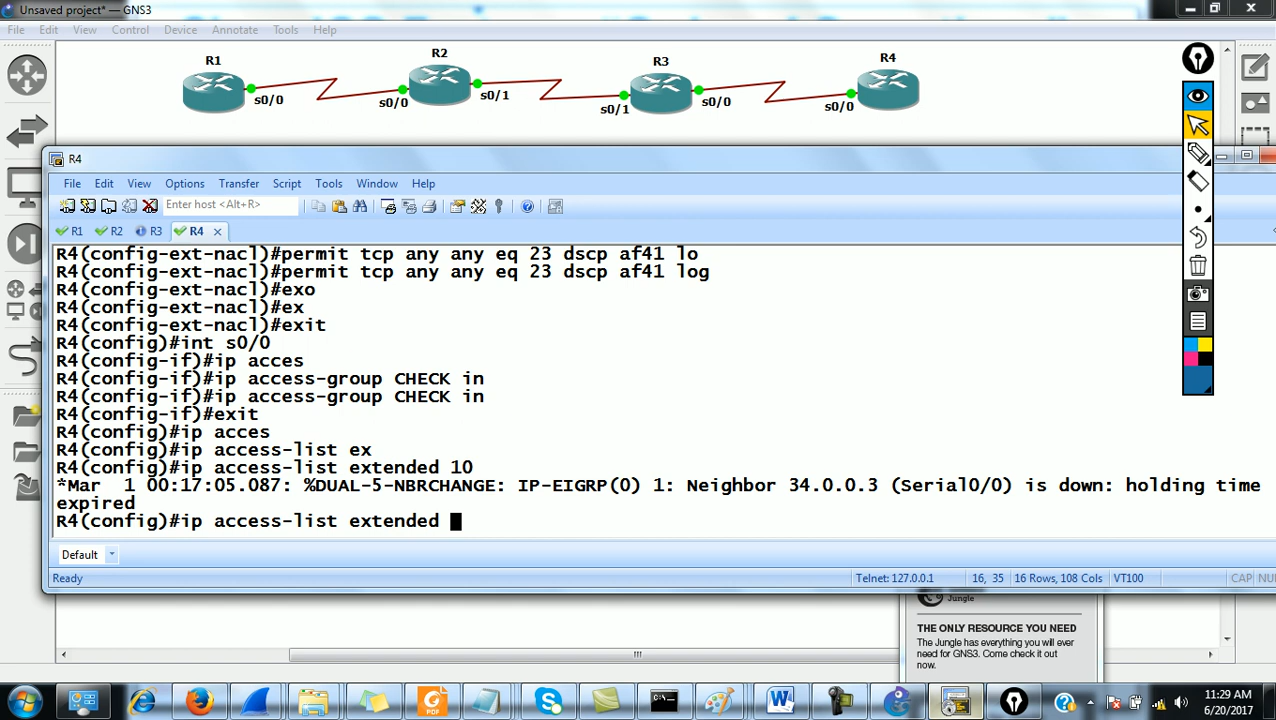 Unsaved project* — GNS3
File Edit View Control Device Annotate Tools Help
R1 R2 R3 R4
s0/0 s0/0 s0/1 s0/1 s0/0 s0/0
R4
File Edit View Options Transfer Script Tools Window Help
Enter host <Alt+R>
R1 R2 R3 R4 x
R4(config-ext-nacl)#permit tcp any any eq 23 dscp af41 lo
R4(config-ext-nacl)#permit tcp any any eq 23 dscp af41 log
R4(config-ext-nacl)#exo
R4(config-ext-nacl)#ex
R4(config-ext-nacl)#exit
R4(config)#int s0/0
R4(config-if)#ip acces
R4(config-if)#ip access-group CHECK in
R4(config-if)#ip access-group CHECK in
R4(config-if)#exit
R4(config)#ip acces
R4(config)#ip access-list ex
R4(config)#ip access-list extended 10
*Mar  1 00:17:05.087: %DUAL-5-NBRCHANGE: IP-EIGRP(0) 1: Neighbor 34.0.0.3 (Serial0/0) is down: holding time
expired
R4(config)#ip access-list extended
Default
Ready Telnet: 127.0.0.1 16, 35 16 Rows, 108 Cols VT100 CAP
Jungle
THE ONLY RESOURCE YOU NEED
The Jungle has everything you will ever
need for GNS3. Come check it out
now.
PDF
11:29 AM
6/20/2017